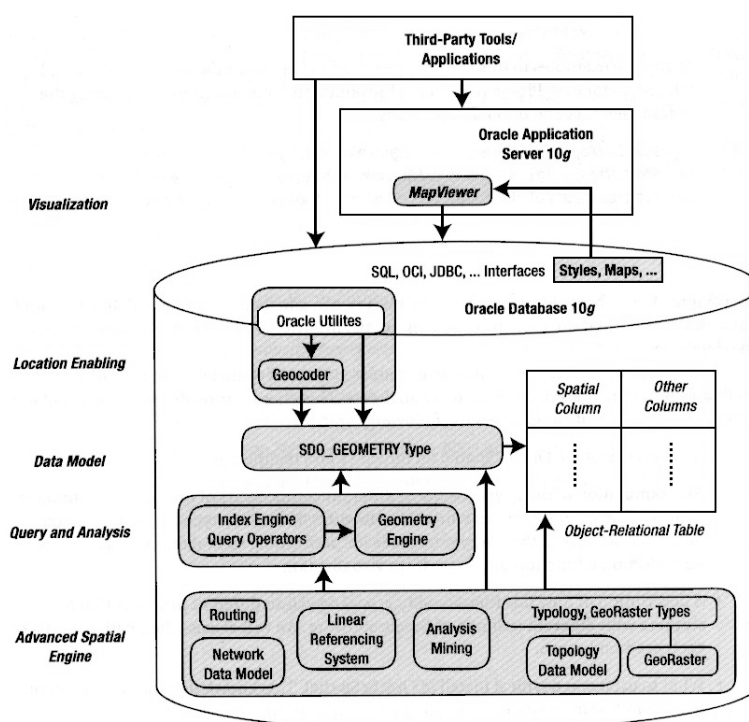 Third-Party Tools/
Applications
Oracle Application
Server 10g
MapViewer
Visualization
SQL, OCI, JDBC, ... Interfaces
Styles, Maps, ...
Oracle Database 10g
Oracle Utilites
Location Enabling
Geocoder
Spatial
Column
Other
Columns
SDO_GEOMETRY Type
Data Model
Index Engine
Query Operators
Geometry
Engine
Query and Analysis
Object-Relational Table
Routing
Linear
Referencing
System
Analysis
Mining
Typology, GeoRaster Types
Advanced Spatial
Engine
Network
Data Model
Topology
Data Model
GeoRaster